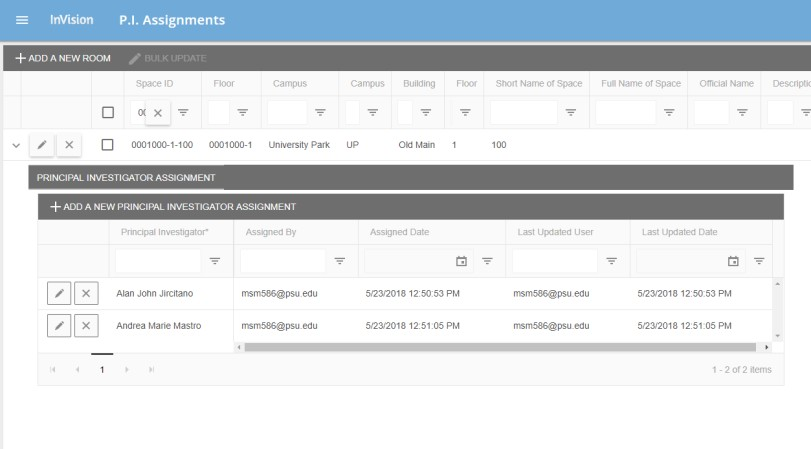 InVision P.I. Assignments
ADD A NEW ROOM BULK UPDATE
Space ID Floor Campus Campus Building Floor Short Name of Space Full Name of Space Official Name Descriptio
00
0001000-1-100 0001000-1 University Park UP Old Main 1 100
PRINCIPAL INVESTIGATOR ASSIGNMENT
ADD A NEW PRINCIPAL INVESTIGATOR ASSIGNMENT
Principal Investigator* Assigned By Assigned Date Last Updated User Last Updated Date
Alan John Jircitano msm586@psu.edu 5/23/2018 12:50:53 PM msm586@psu.edu 5/23/2018 12:50:53 PM
Andrea Marie Mastro msm586@psu.edu 5/23/2018 12:51:05 PM msm586@psu.edu 5/23/2018 12:51:05 PM
1 1 - 2 of 2 items